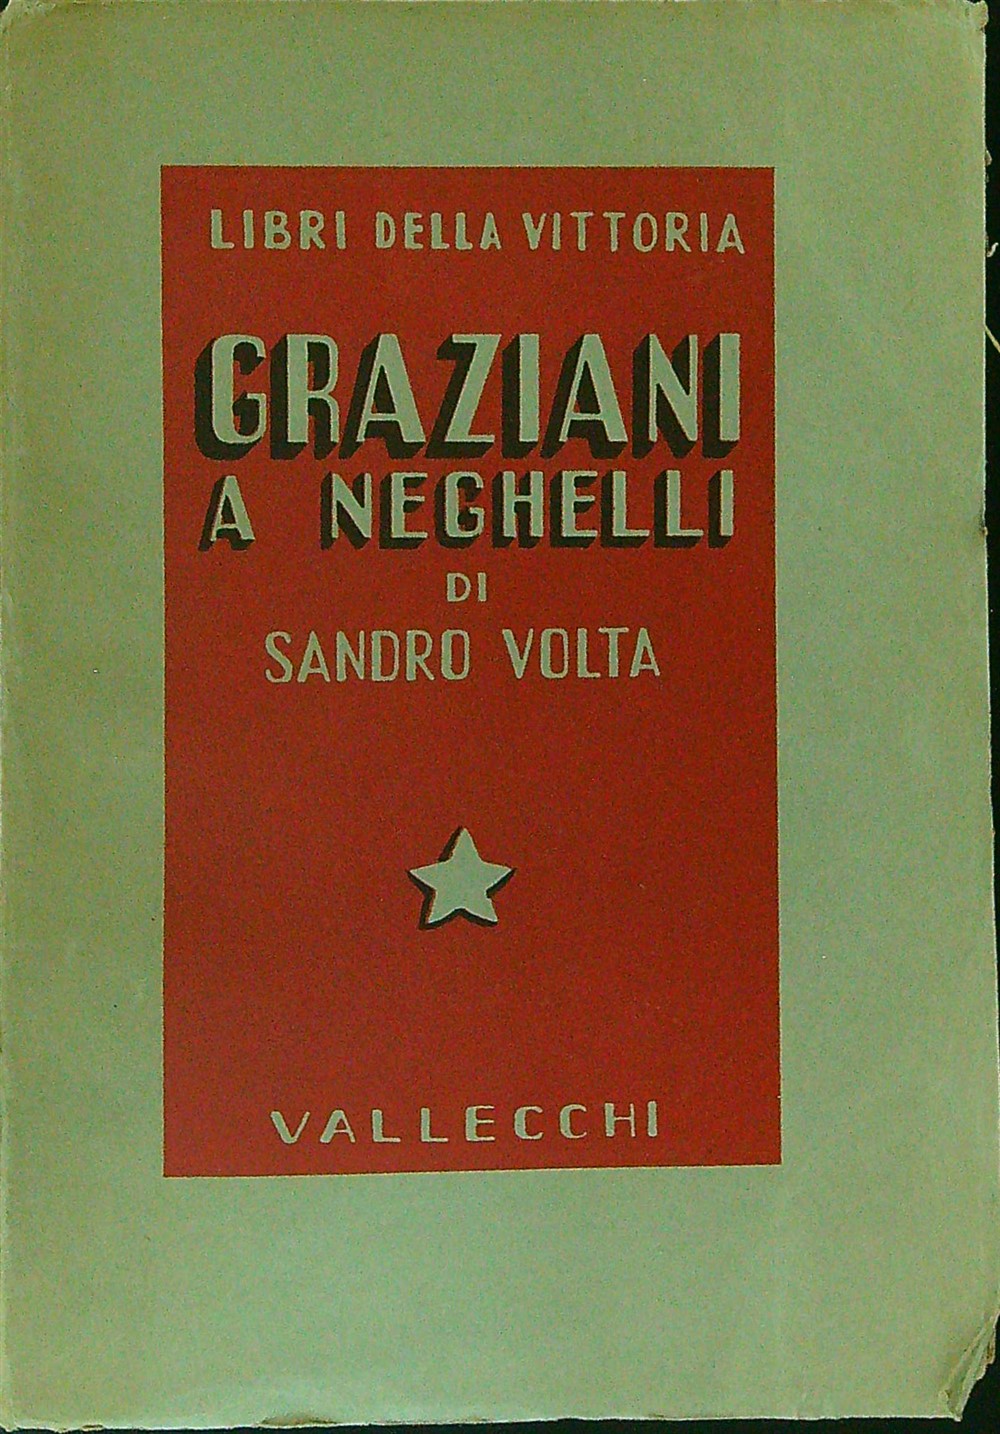 LIBRI DELLA VITTORIA
GRAZIANI
A NEGHELLI
DI
SANDRO VOLTA
VALLECCHI